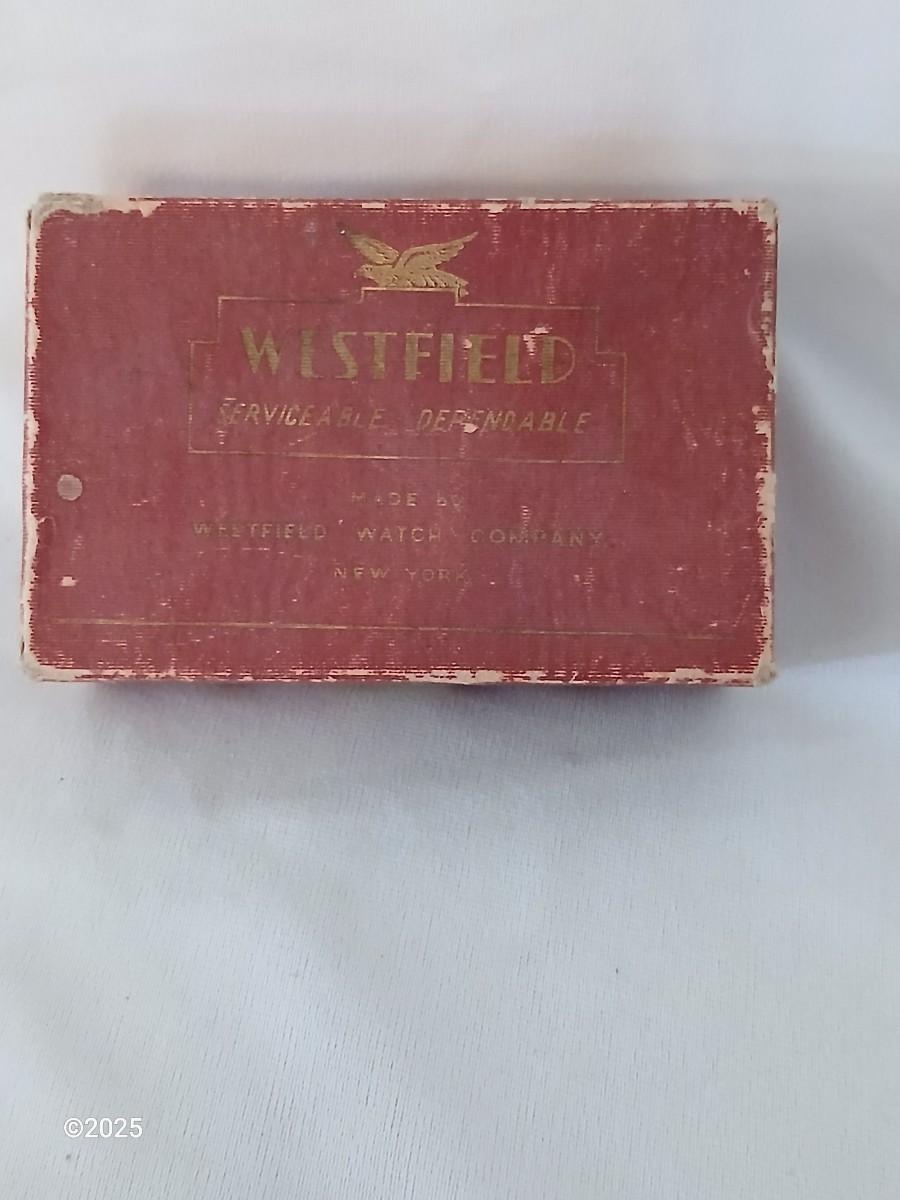 WESTFIELD
SERVICEABLE DEPENDABLE
MADE BY
WESTFIELD WATCH COMPANY
NEW YORK
©2025